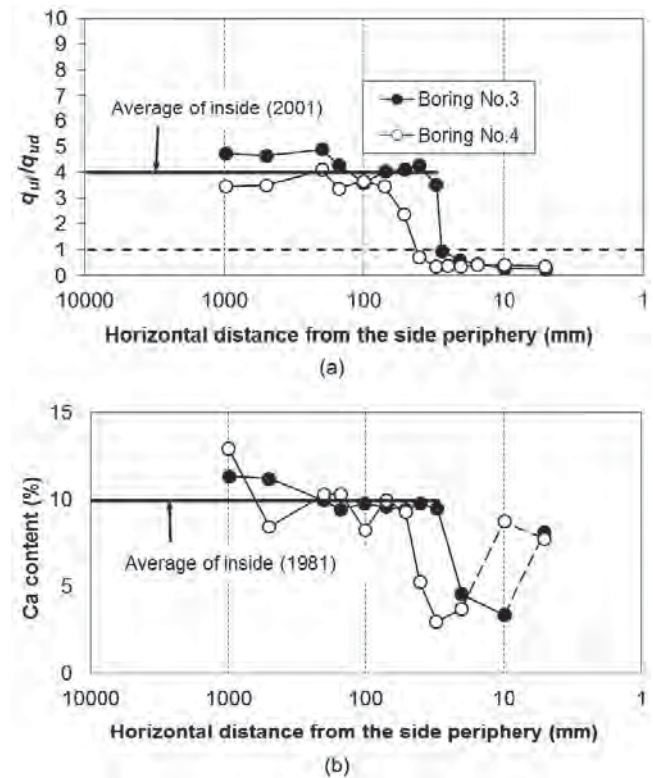 10
9
8
7
6
5
4
3
2
1
0
qul/qud
Average of inside (2001)
Boring No.3
Boring No.4
10000 1000 100 10 1
Horizontal distance from the side periphery (mm)
(a)
15
10
5
0
Ca content (%)
Average of inside (1981)
10000 1000 100 10 1
Horizontal distance from the side periphery (mm)
(b)